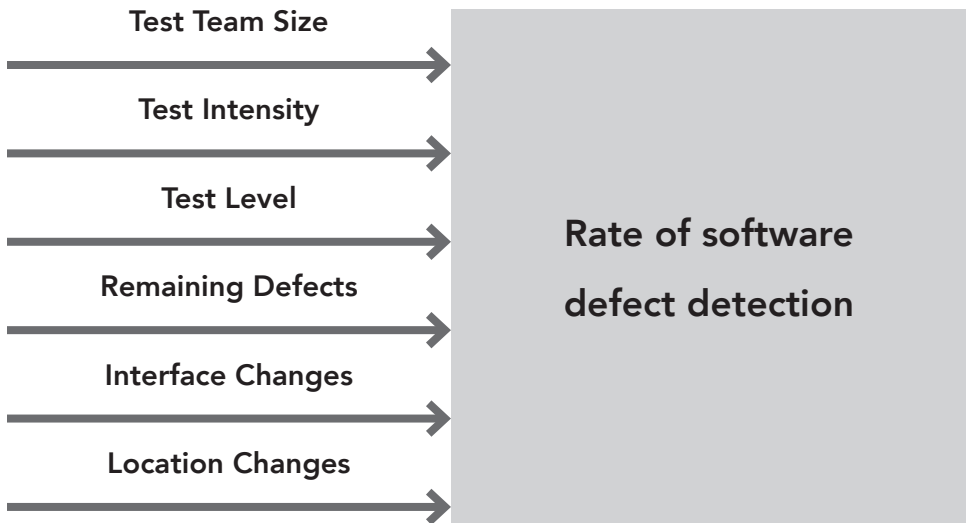 Test Team Size
Test Intensity
Test Level
Remaining Defects
Interface Changes
Location Changes
Rate of software
defect detection